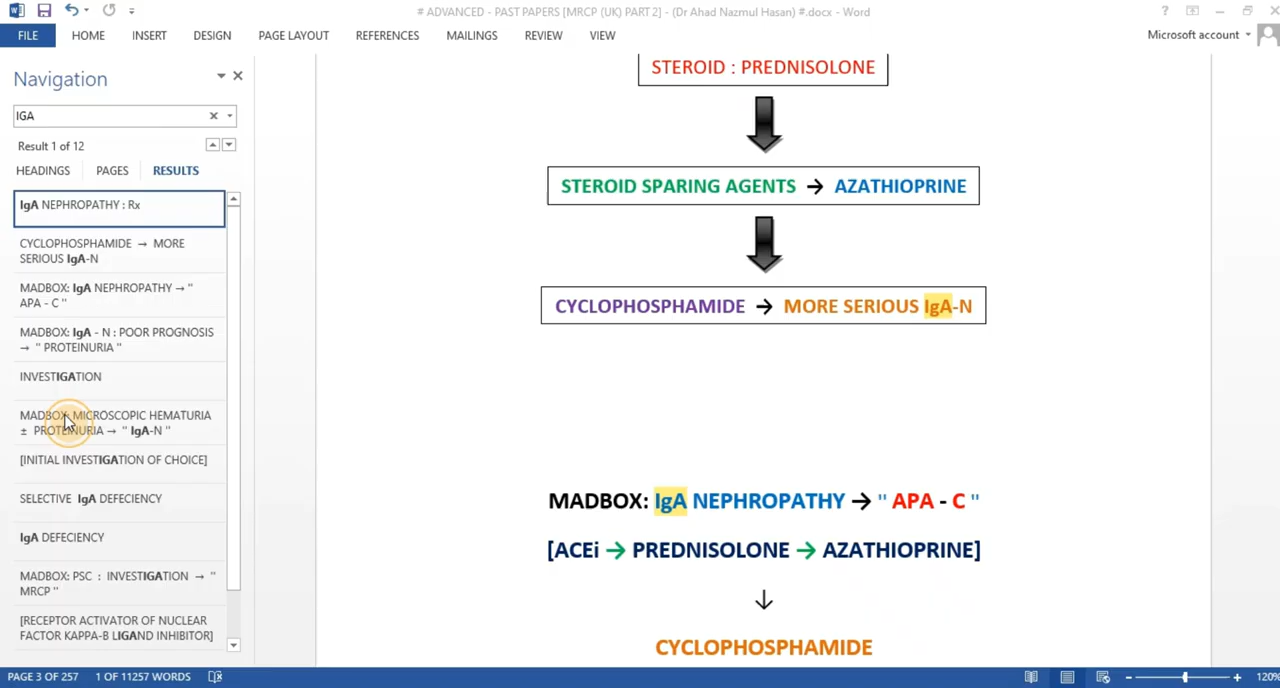 # ADVANCED - PAST PAPERS [MRCP (UK) PART 2] - (Dr Ahad Nazmul Hasan) #.docx - Word
FILE HOME INSERT DESIGN PAGE LAYOUT REFERENCES MAILINGS REVIEW VIEW Microsoft account
Navigation
IGA
Result 1 of 12
HEADINGS PAGES RESULTS
IgA NEPHROPATHY : Rx
CYCLOPHOSPHAMIDE → MORE
SERIOUS IgA-N
MADBOX: IgA NEPHROPATHY → "
APA - C "
MADBOX: IgA - N : POOR PROGNOSIS
→ " PROTEINURIA "
INVESTIGATION
MADBOX: MICROSCOPIC HEMATURIA
± PROTEINURIA → " IgA-N "
[INITIAL INVESTIGATION OF CHOICE]
SELECTIVE IgA DEFECIENCY
IgA DEFECIENCY
MADBOX: PSC : INVESTIGATION → "
MRCP "
[RECEPTOR ACTIVATOR OF NUCLEAR
FACTOR KAPPA-B LIGAND INHIBITOR]
STEROID : PREDNISOLONE
STEROID SPARING AGENTS → AZATHIOPRINE
CYCLOPHOSPHAMIDE → MORE SERIOUS IgA-N
MADBOX: IgA NEPHROPATHY → " APA - C "
[ACEi → PREDNISOLONE → AZATHIOPRINE]
↓
CYCLOPHOSPHAMIDE
PAGE 3 OF 257 1 OF 11257 WORDS 120%